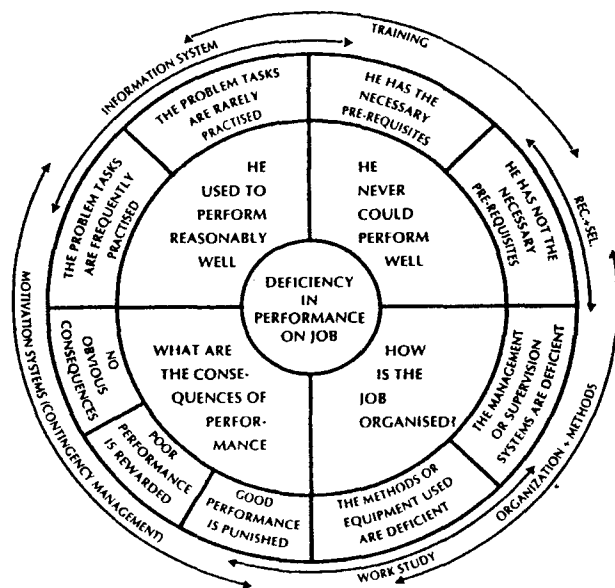 TRAINING
INFORMATION SYSTEM
THE PROBLEM TASKS
ARE RARELY
PRACTISED
HE HAS THE
NECESSARY
PRE-REQUISITES
THE PROBLEM TASKS
ARE FREQUENTLY
PRACTISED
HE HAS NOT THE
NECESSARY
PRE-REQUISITES
REC.+SEL.
HE
USED TO
PERFORM
REASONABLY
WELL
HE
NEVER
COULD
PERFORM
WELL
DEFICIENCY
IN
PERFORMANCE
ON JOB
WHAT ARE
THE CONSE-
QUENCES OF
PERFOR-
MANCE
HOW
IS THE
JOB
ORGANISED?
NO
OBVIOUS
CONSEQUENCES
POOR
PERFORMANCE
IS REWARDED
GOOD
PERFORMANCE
IS PUNISHED
THE METHODS OR
EQUIPMENT USED
ARE DEFICIENT
THE MANAGEMENT
OR SUPERVISION
SYSTEMS ARE DEFICIENT
MOTIVATION SYSTEMS (CONTINGENCY MANAGEMENT)
WORK STUDY
ORGANIZATION + METHODS